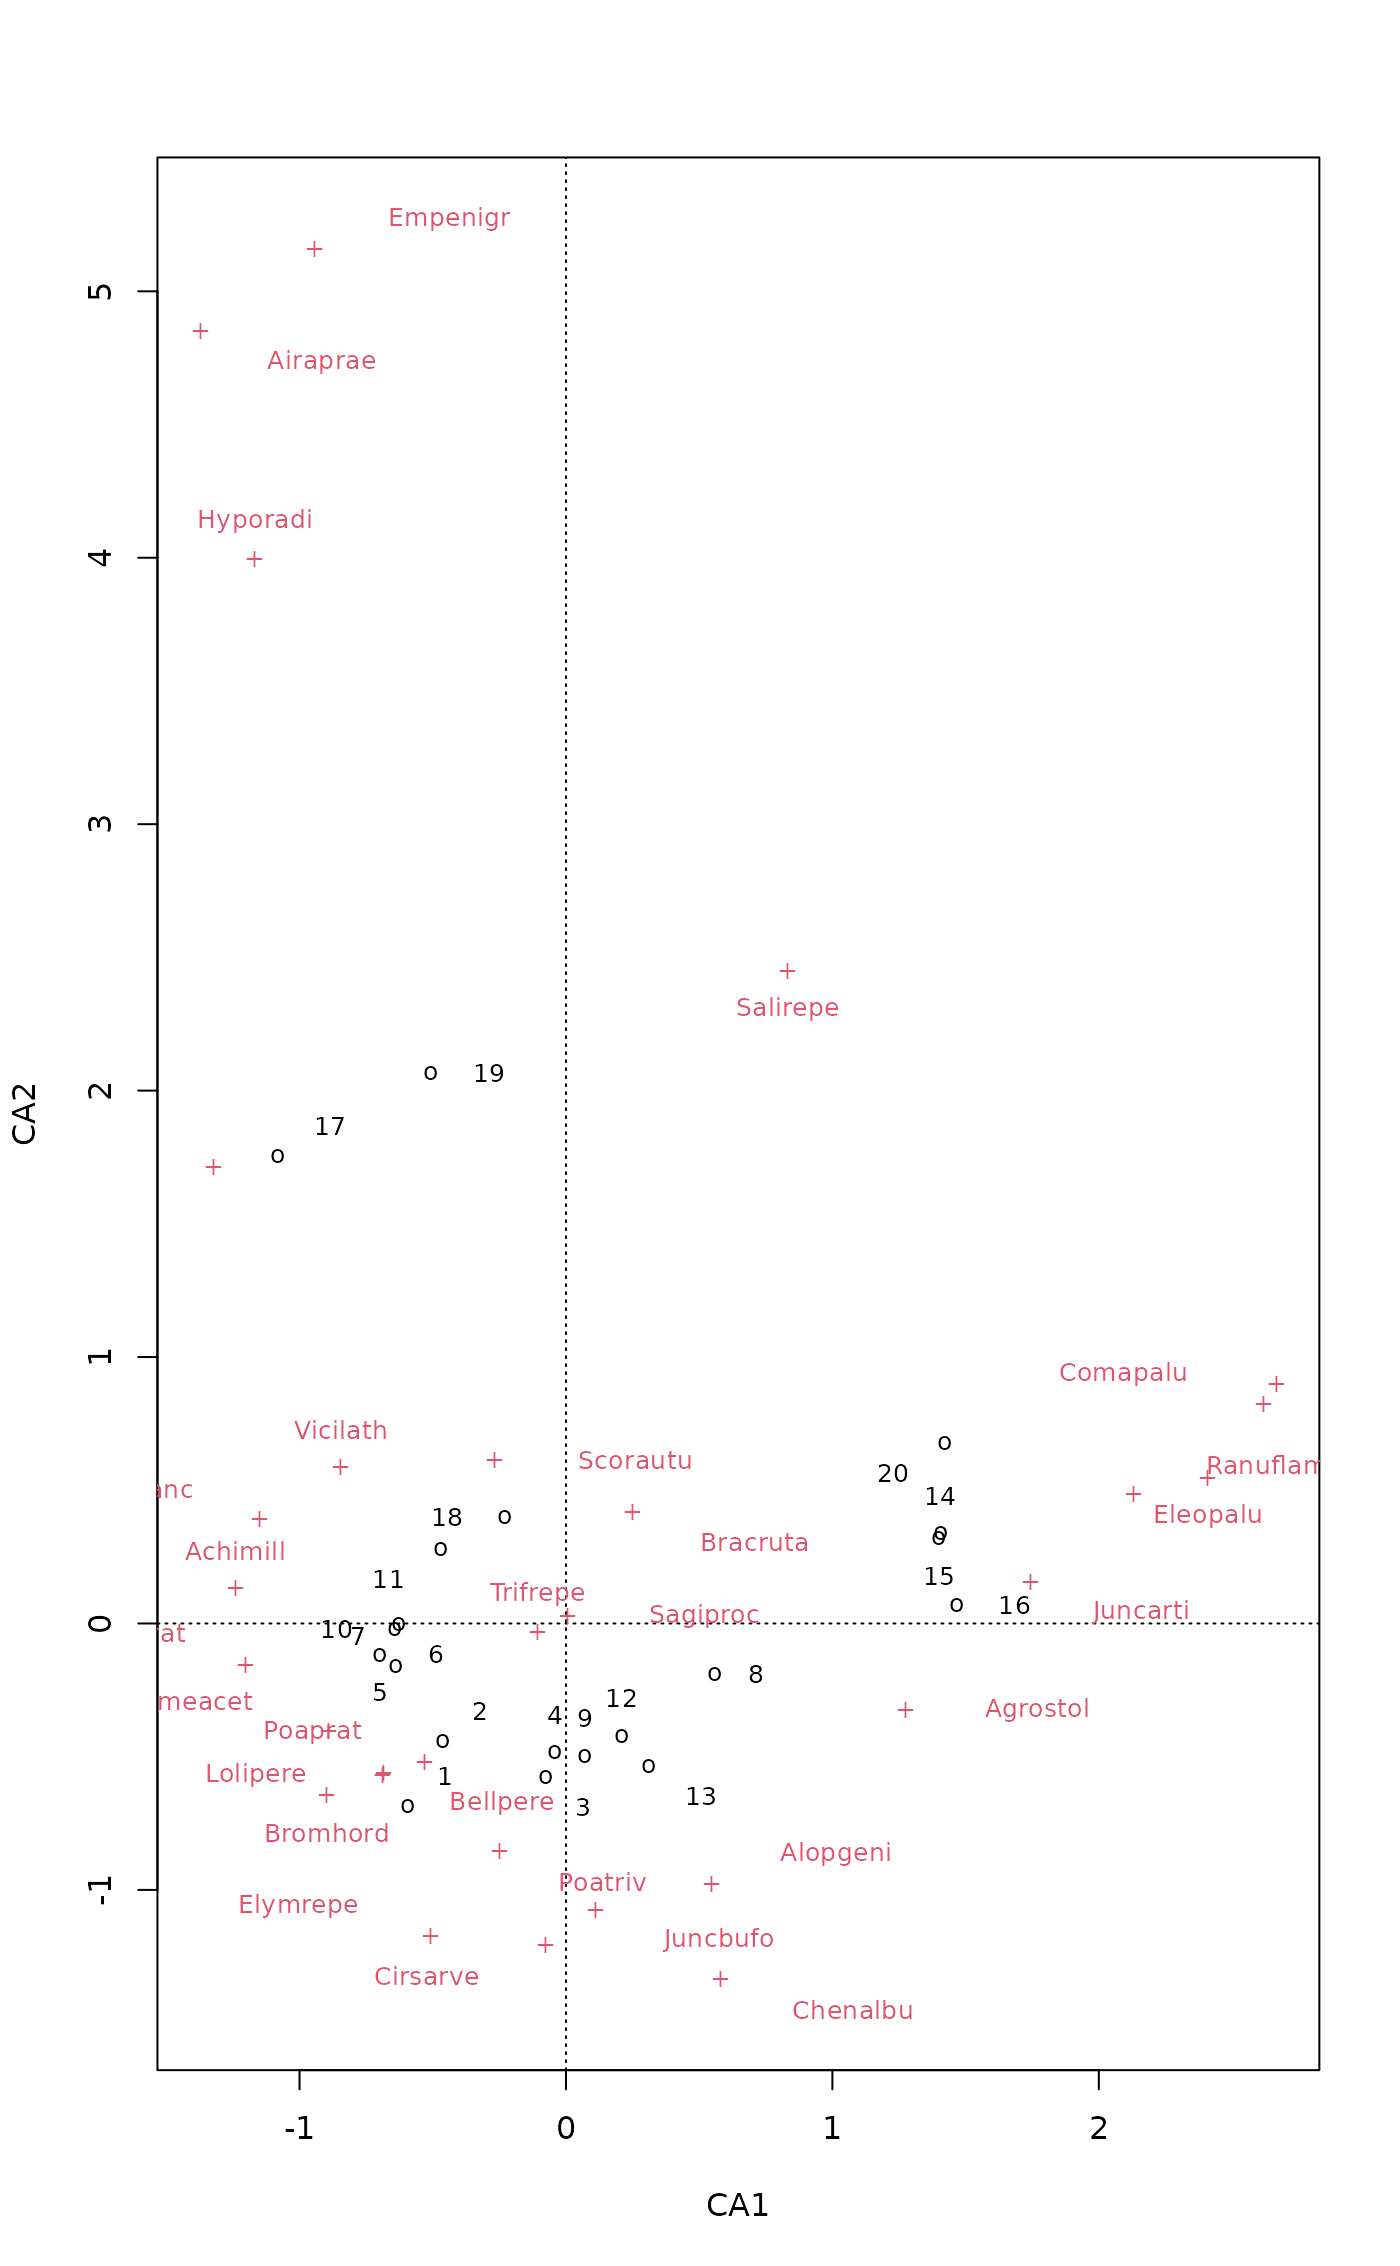 Empenigr
5
Airaprae
Hyporadi
4
3
Salirepe
2
19
17
CA2
1
Comapalu
Vicilath
Scorautu
Ranuflam
20
anc
14
Eleopalu
18
Bracruta
Achimill
11
15
Trifrepe
16
Juncarti
Sagiproc
0
10
7
at
6
8
5
meacet
12
2
4
9
Agrostol
Poaprat
Lolipere
1
13
Bellpere
3
Bromhord
Alopgeni
Poatriv
-1
Elymrepe
Juncbufo
Cirsarve
Chenalbu
-1 0 1 2
CA1